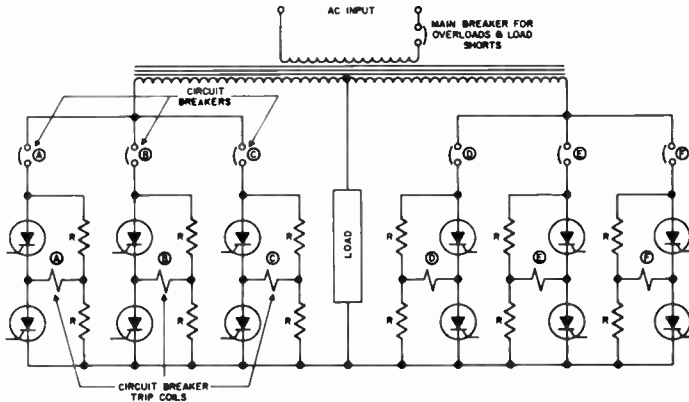 AC INPUT
MAIN BREAKER FOR
OVERLOADS & LOAD
SHORTS
CIRCUIT
BREAKERS
A B C D E F
R R R R R R
A B C LOAD D E F
R R R R R R
CIRCUIT BREAKER
TRIP COILS